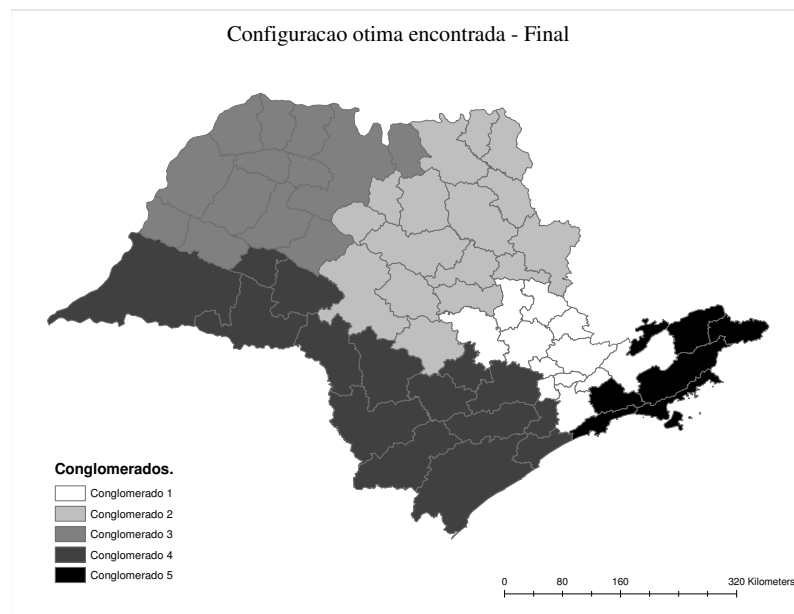 Configuracao otima encontrada - Final
Conglomerados.
Conglomerado 1
Conglomerado 2
Conglomerado 3
Conglomerado 4
Conglomerado 5
0 80 160 320 Kilometers